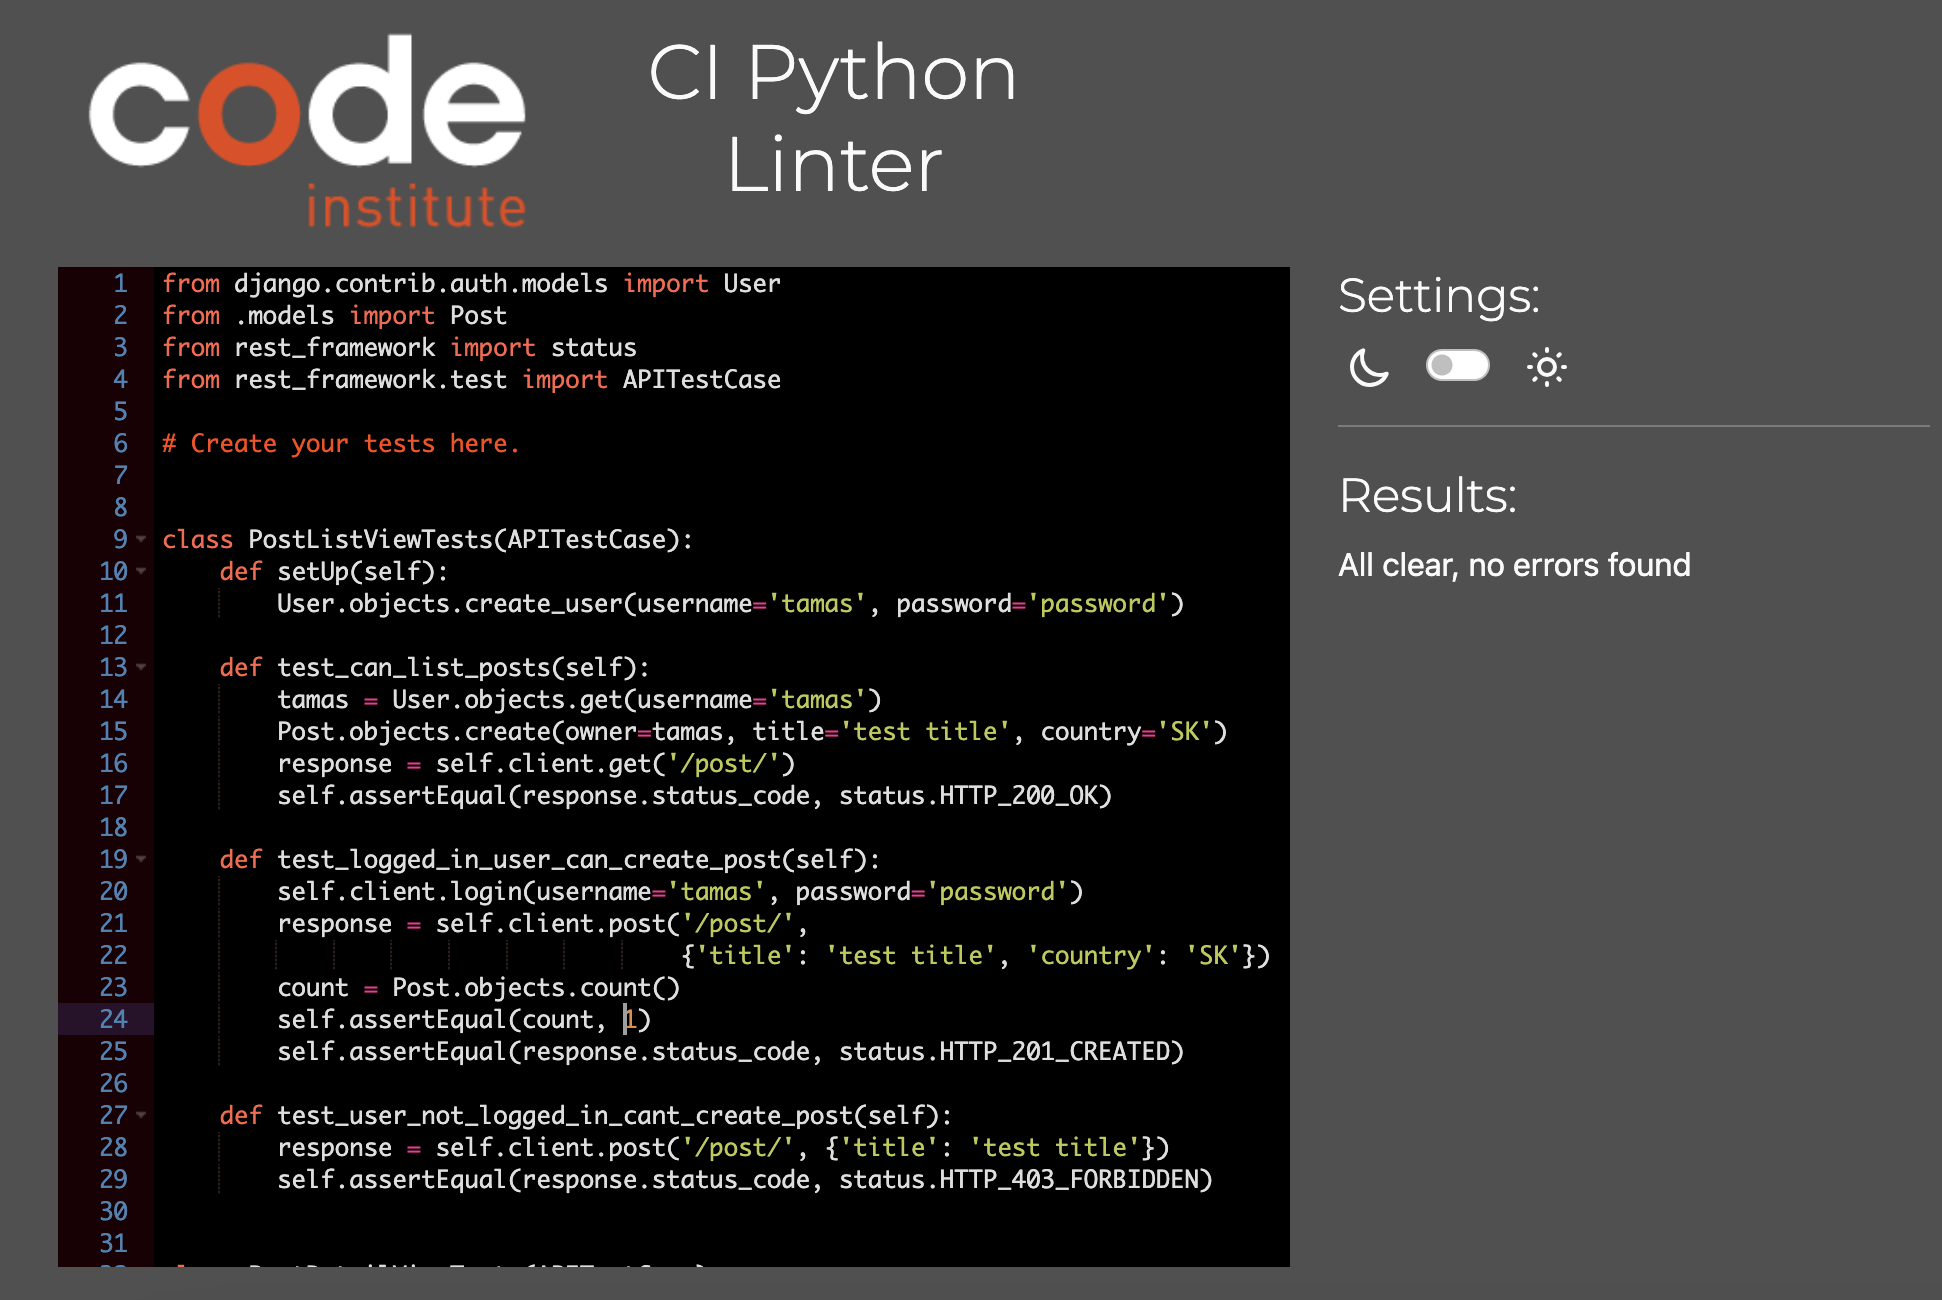 code
institute
CI Python
Linter
1 from django.contrib.auth.models import User
2 from .models import Post
3 from rest_framework import status
4 from rest_framework.test import APITestCase
5
6 # Create your tests here.
7
8
9 class PostListViewTests(APITestCase):
10     def setUp(self):
11         User.objects.create_user(username='tamas', password='password')
12
13     def test_can_list_posts(self):
14         tamas = User.objects.get(username='tamas')
15         Post.objects.create(owner=tamas, title='test title', country='SK')
16         response = self.client.get('/post/')
17         self.assertEqual(response.status_code, status.HTTP_200_OK)
18
19     def test_logged_in_user_can_create_post(self):
20         self.client.login(username='tamas', password='password')
21         response = self.client.post('/post/',
22                                     {'title': 'test title', 'country': 'SK'})
23         count = Post.objects.count()
24         self.assertEqual(count, 1)
25         self.assertEqual(response.status_code, status.HTTP_201_CREATED)
26
27     def test_user_not_logged_in_cant_create_post(self):
28         response = self.client.post('/post/', {'title': 'test title'})
29         self.assertEqual(response.status_code, status.HTTP_403_FORBIDDEN)
30
31
Settings:
Results:
All clear, no errors found